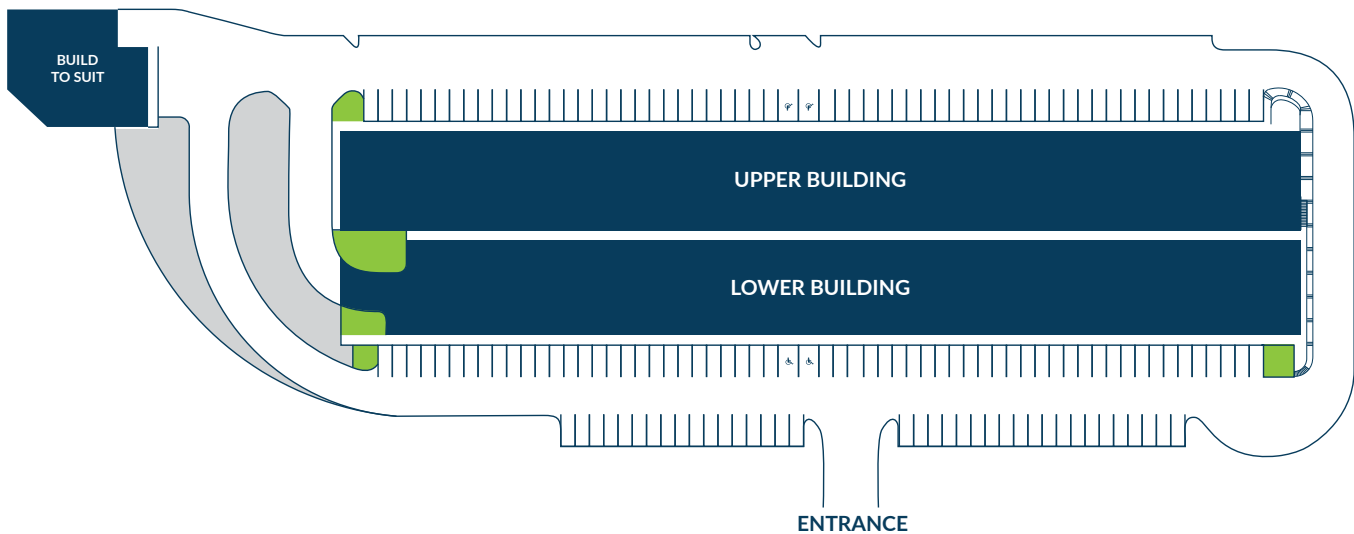 BUILD
TO SUIT
UPPER BUILDING
LOWER BUILDING
ENTRANCE